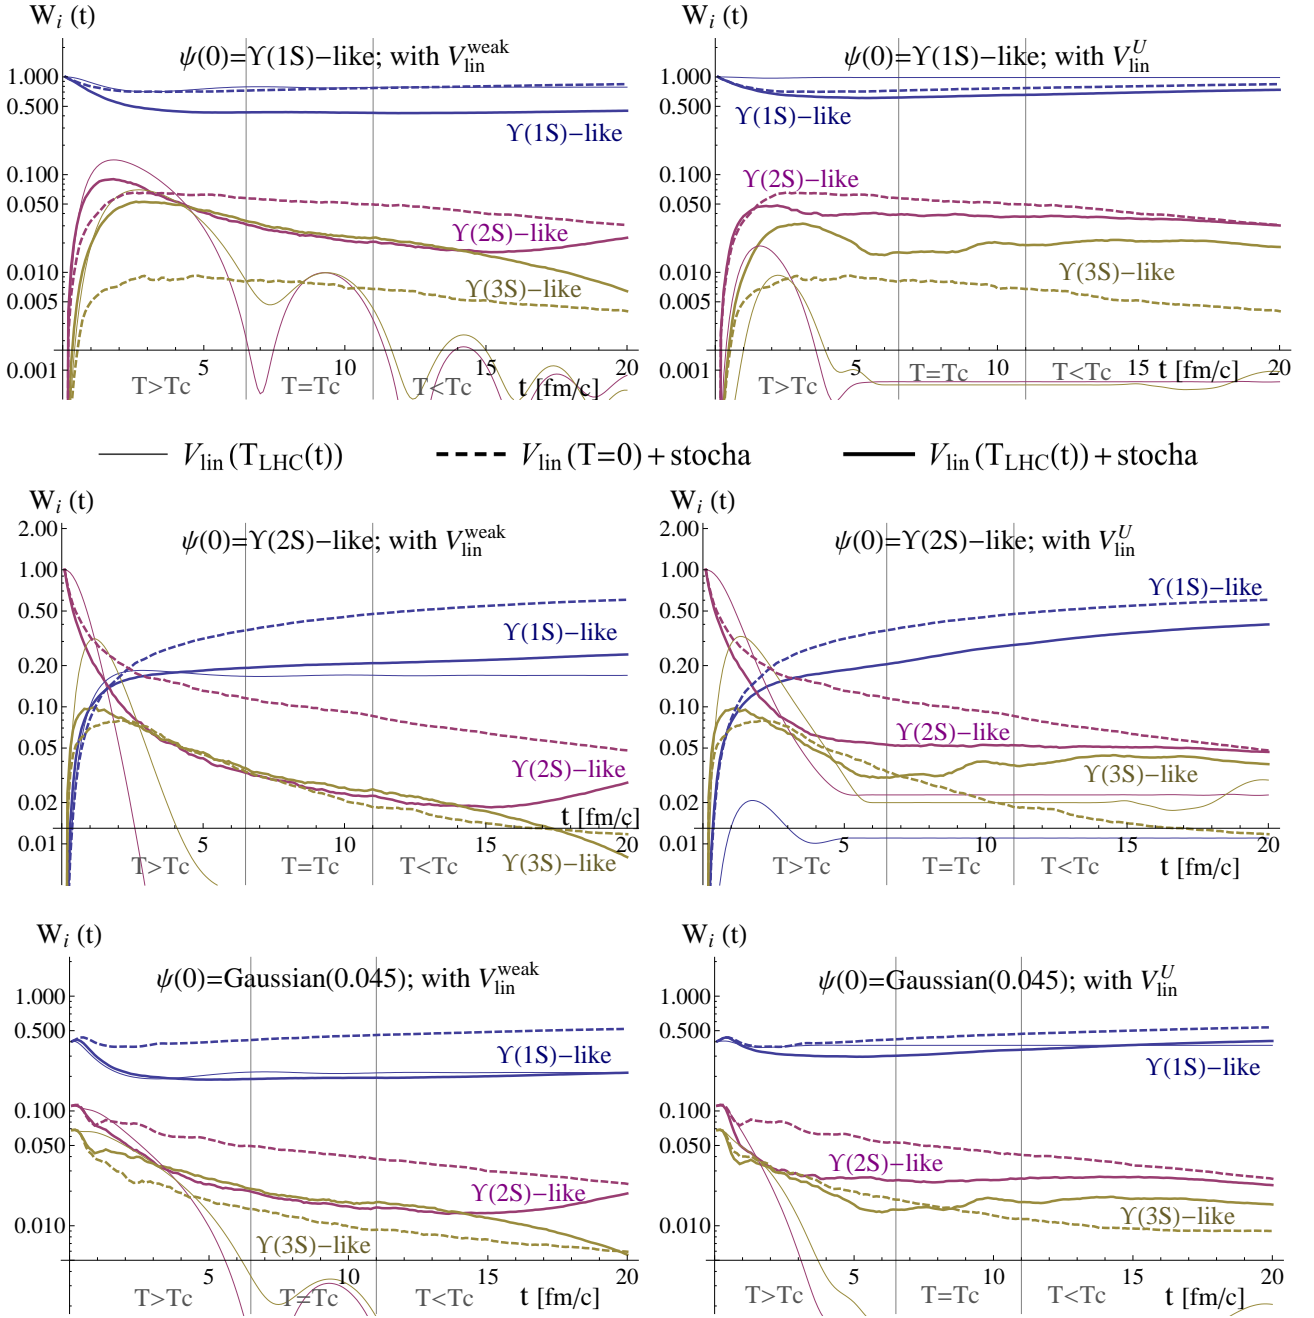 W_i (t)
ψ(0)=Υ(1S)−like; with V_lin^weak
1.000
0.500
0.100
0.050
0.010
0.005
0.001
Υ(1S)−like
Υ(2S)−like
Υ(3S)−like
5 10 15 20
T>Tc T=Tc T<Tc t [fm/c]
W_i (t)
ψ(0)=Υ(1S)−like; with V_lin^U
1.000
0.500
0.100
0.050
0.010
0.005
0.001
Υ(1S)−like
Υ(2S)−like
Υ(3S)−like
5 10 15 20
T>Tc T=Tc T<Tc t [fm/c]
V_lin (T_LHC(t)) V_lin (T=0) + stocha V_lin (T_LHC(t)) + stocha
W_i (t)
ψ(0)=Υ(2S)−like; with V_lin^weak
2.00
1.00
0.50
0.20
0.10
0.05
0.02
0.01
Υ(1S)−like
Υ(2S)−like
t [fm/c]
Υ(3S)−like
5 10 15 20
T>Tc T=Tc T<Tc
W_i (t)
ψ(0)=Υ(2S)−like; with V_lin^U
2.00
1.00
0.50
0.20
0.10
0.05
0.02
0.01
Υ(1S)−like
Υ(2S)−like
Υ(3S)−like
5 10 15 20
T>Tc T=Tc T<Tc t [fm/c]
W_i (t)
ψ(0)=Gaussian(0.045); with V_lin^weak
1.000
0.500
0.100
0.050
0.010
Υ(1S)−like
Υ(2S)−like
Υ(3S)−like
5 10 15 20
T>Tc T=Tc T<Tc t [fm/c]
W_i (t)
ψ(0)=Gaussian(0.045); with V_lin^U
1.000
0.500
0.100
0.050
0.010
Υ(1S)−like
Υ(2S)−like
Υ(3S)−like
5 10 15 20
T>Tc T=Tc T<Tc t [fm/c]